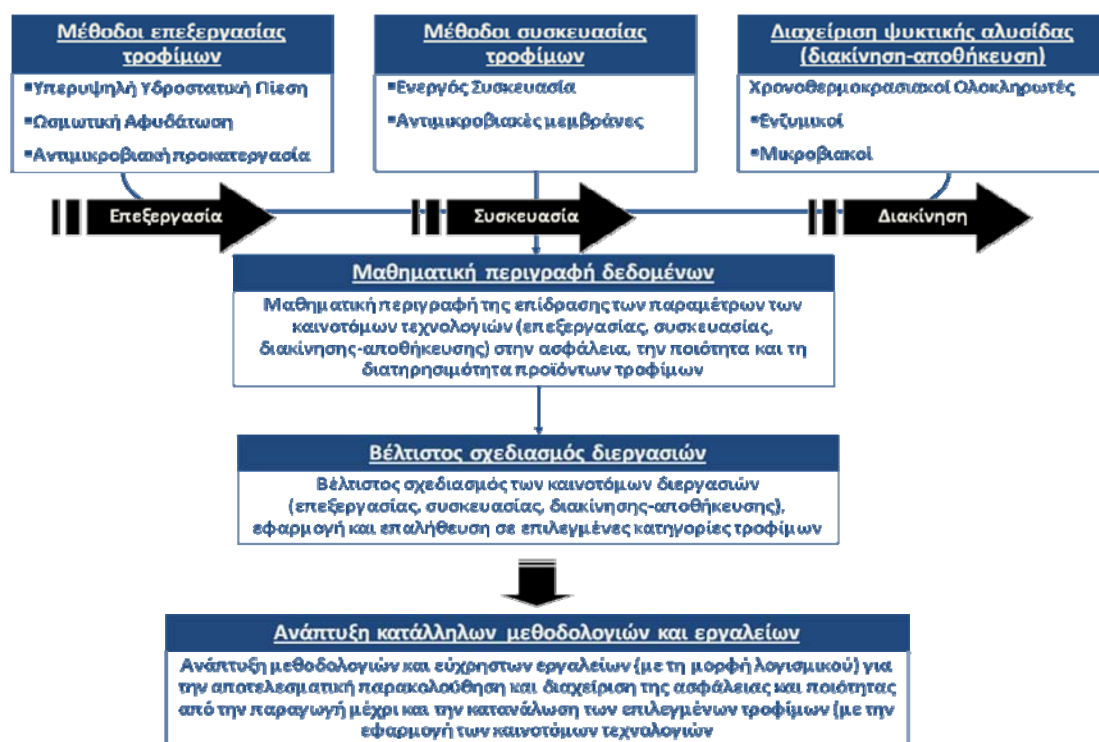 Μέθοδοι επεξεργασίας
τροφίμων
▪Υπερυψηλή Υδροστατική Πίεση
▪Ωσμωτική Αφυδάτωση
▪Αντιμικροβιακή προκατεργασία
Μέθοδοι συσκευασίας
τροφίμων
▪Ενεργός Συσκευασία
▪Αντιμικροβιακές μεμβράνες
Διαχείριση ψυκτικής αλυσίδας
(διακίνηση-αποθήκευση)
Χρονοθερμοκρασιακοί Ολοκληρωτές
▪Ενζυμικοί
▪Μικροβιακοί
Επεξεργασία
Συσκευασία
Διακίνηση
Μαθηματική περιγραφή δεδομένων
Μαθηματική περιγραφή της επίδρασης των παραμέτρων των
καινοτόμων τεχνολογιών (επεξεργασίας, συσκευασίας,
διακίνησης-αποθήκευσης) στην ασφάλεια, την ποιότητα και τη
διατηρησιμότητα προϊόντων τροφίμων
Βέλτιστος σχεδιασμός διεργασιών
Βέλτιστος σχεδιασμός των καινοτόμων διεργασιών
(επεξεργασίας, συσκευασίας, διακίνησης-αποθήκευσης),
εφαρμογή και επαλήθευση σε επιλεγμένες κατηγορίες τροφίμων
Ανάπτυξη κατάλληλων μεθοδολογιών και εργαλείων
Ανάπτυξη μεθοδολογιών και εύχρηστων εργαλείων (με τη μορφή λογισμικού) για
την αποτελεσματική παρακολούθηση και διαχείριση της ασφάλειας και ποιότητας
από την παραγωγή μέχρι και την κατανάλωση των επιλεγμένων τροφίμων (με την
εφαρμογή των καινοτόμων τεχνολογιών